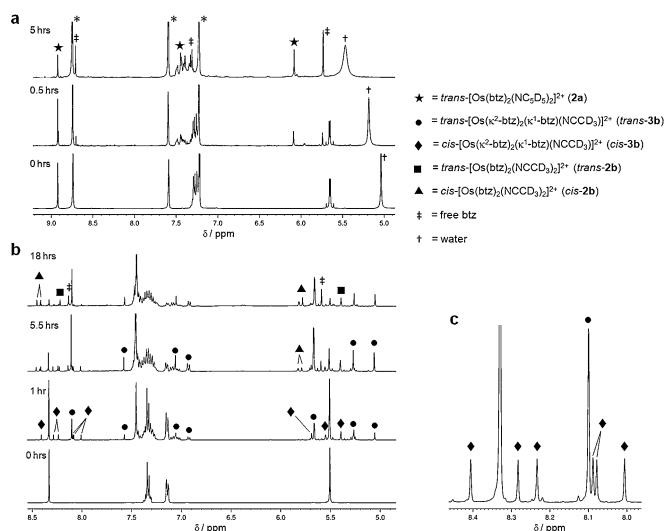 a
* * *
5 hrs ★ ‡ ★ ‡ ★ ‡ †
0.5 hrs †
0 hrs †
9.0 8.5 8.0 7.5 7.0 6.5 6.0 5.5 5.0
δ / ppm
★ = trans-[Os(btz)₂(NC₅D₅)₂]²⁺ (2a)
● = trans-[Os(κ²-btz)₂(κ¹-btz)(NCCD₃)]²⁺ (trans-3b)
◆ = cis-[Os(κ²-btz)₂(κ¹-btz)(NCCD₃)]²⁺ (cis-3b)
■ = trans-[Os(btz)₂(NCCD₃)₂]²⁺ (trans-2b)
▲ = cis-[Os(btz)₂(NCCD₃)₂]²⁺ (cis-2b)
‡ = free btz
† = water
b
18 hrs ▲ ■ ‡ ▲ ‡ ■
5.5 hrs ● ● ● ▲ ● ●
1 hr ◆ ◆ ● ◆ ● ● ● ◆ ● ◆ ◆ ● ●
0 hrs
8.5 8.0 7.5 7.0 6.5 6.0 5.5 5.0
δ / ppm
c
◆ ◆ ◆ ● ◆ ◆
8.4 8.3 8.2 8.1 8.0
δ / ppm